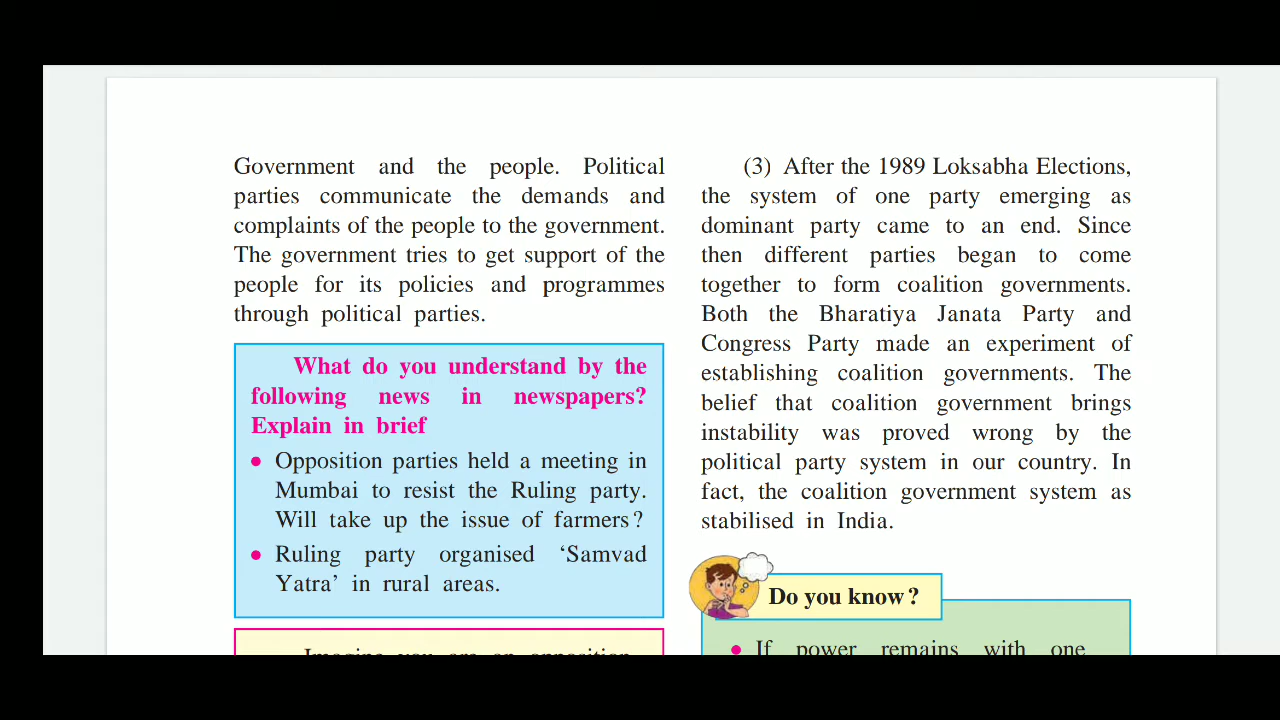 Government and the people. Political
parties communicate the demands and
complaints of the people to the government.
The government tries to get support of the
people for its policies and programmes
through political parties.
What do you understand by the
following news in newspapers?
Explain in brief
• Opposition parties held a meeting in
Mumbai to resist the Ruling party.
Will take up the issue of farmers?
• Ruling party organised ‘Samvad
Yatra’ in rural areas.
Imagine you are an opposition
(3) After the 1989 Loksabha Elections,
the system of one party emerging as
dominant party came to an end. Since
then different parties began to come
together to form coalition governments.
Both the Bharatiya Janata Party and
Congress Party made an experiment of
establishing coalition governments. The
belief that coalition government brings
instability was proved wrong by the
political party system in our country. In
fact, the coalition government system as
stabilised in India.
Do you know?
• If power remains with one